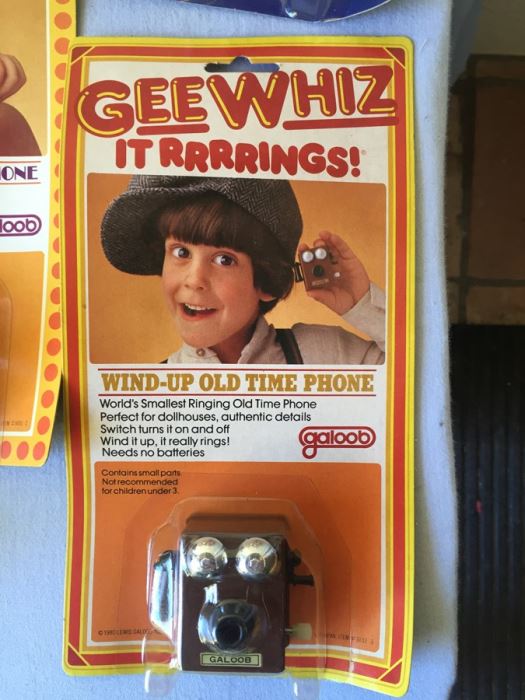 GEE WHIZ
IT RRRRINGS!
WIND-UP OLD TIME PHONE
World's Smallest Ringing Old Time Phone
Perfect for dollhouses, authentic details
Switch turns it on and off
Wind it up, it really rings!
Needs no batteries
galoob
Contains small parts.
Not recommended
for children under 3.
GALOOB
ONE
loob